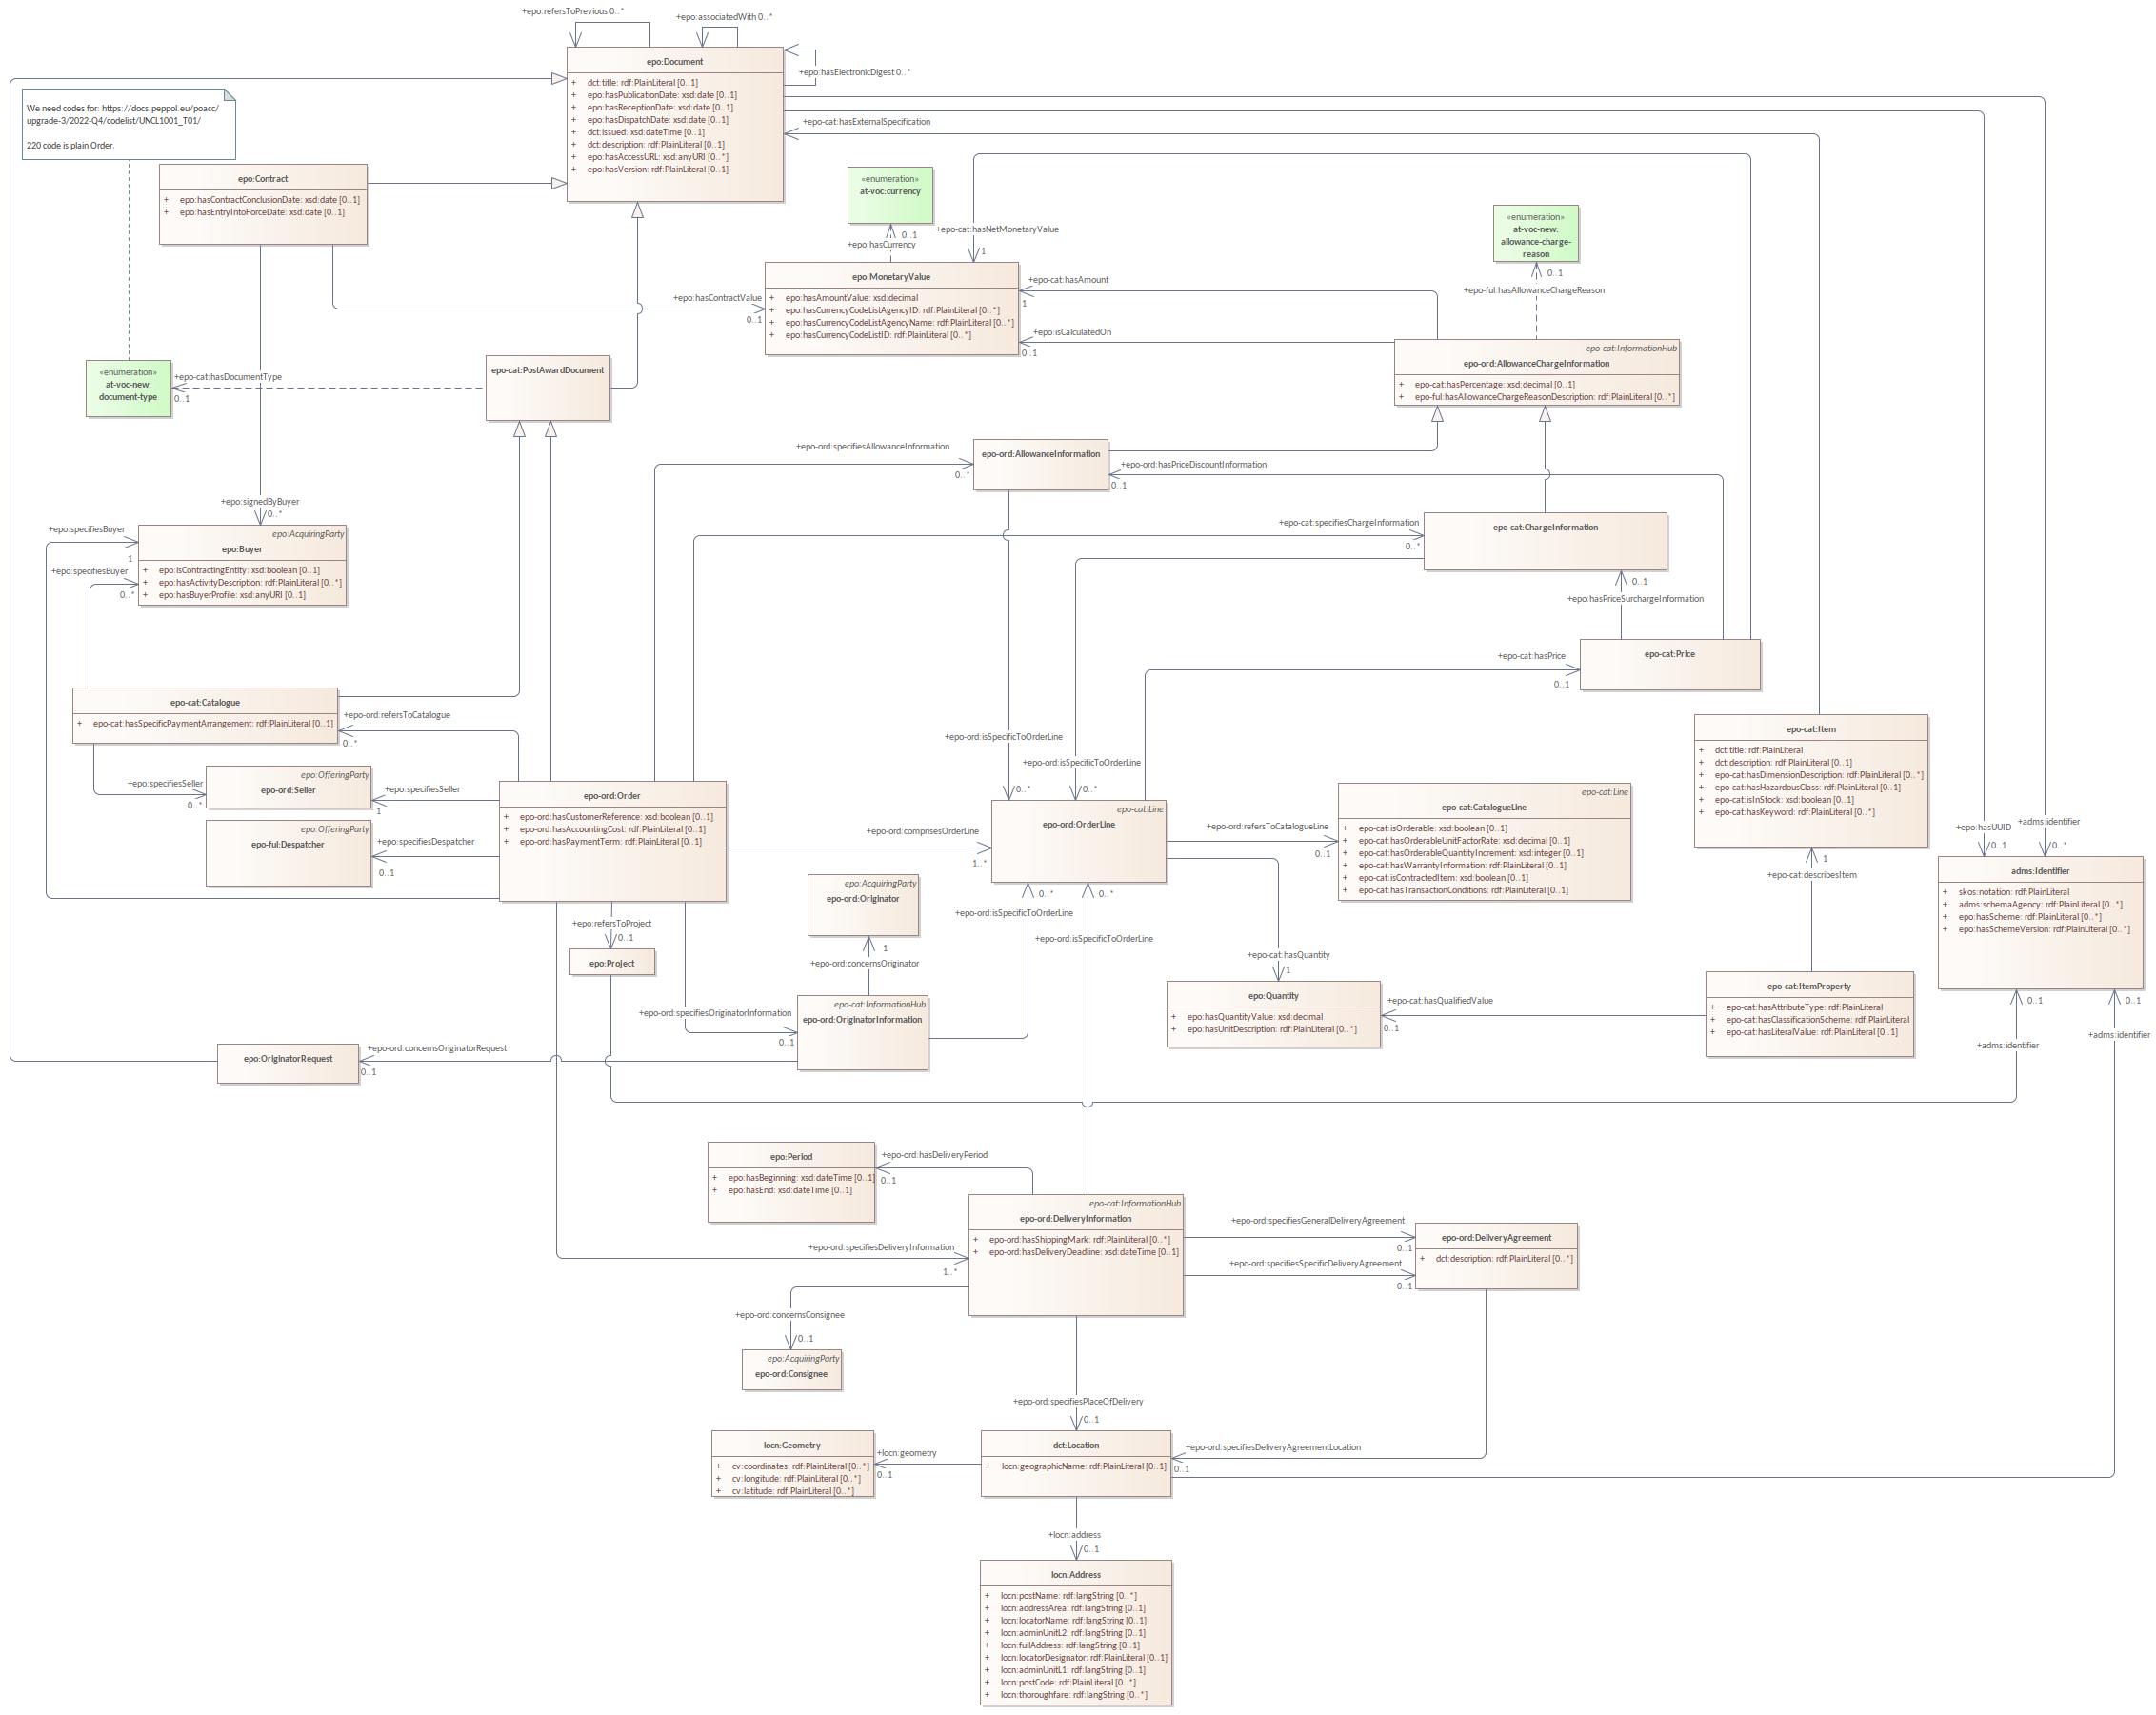 +epo:refersToPrevious 0..*
+epo:associatedWith 0..*
epo:Document
+ dct:title: rdf:PlainLiteral [0..1]
+ epo:hasPublicationDate: xsd:date [0..1]
+ epo:hasReceptionDate: xsd:date [0..1]
+ epo:hasDispatchDate: xsd:date [0..1]
+ dct:issued: xsd:dateTime [0..1]
+ dct:description: rdf:PlainLiteral [0..1]
+ epo:hasAccessURL: xsd:anyURI [0..*]
+ epo:hasVersion: rdf:PlainLiteral [0..1]
+epo:hasElectronicDigest 0..*
+epo-cat:hasExternalSpecification
We need codes for: https://docs.peppol.eu/poacc/
upgrade-3/2022-Q4/codelist/UNCL1001_T01/
220 code is plain Order.
epo:Contract
+ epo:hasContractConclusionDate: xsd:date [0..1]
+ epo:hasEntryIntoForceDate: xsd:date [0..1]
«enumeration»
at-voc:currency
0..1
+epo:hasCurrency
+epo-cat:hasNetMonetaryValue
1
«enumeration»
at-voc-new:
allowance-charge-
reason
0..1
+epo-ful:hasAllowanceChargeReason
epo:MonetaryValue
+ epo:hasAmountValue: xsd:decimal
+ epo:hasCurrencyCodeListAgencyID: rdf:PlainLiteral [0..*]
+ epo:hasCurrencyCodeListAgencyName: rdf:PlainLiteral [0..*]
+ epo:hasCurrencyCodeListID: rdf:PlainLiteral [0..*]
+epo:hasContractValue
0..1
+epo-cat:hasAmount
1
+epo:isCalculatedOn
0..1
epo-cat:InformationHub
epo-ord:AllowanceChargeInformation
+ epo-cat:hasPercentage: xsd:decimal [0..1]
+ epo-ful:hasAllowanceChargeReasonDescription: rdf:PlainLiteral [0..*]
«enumeration»
at-voc-new:
document-type
+epo-cat:hasDocumentType
0..1
epo-cat:PostAwardDocument
+epo-ord:specifiesAllowanceInformation
0..*
epo-ord:AllowanceInformation
+epo-ord:hasPriceDiscountInformation
0..1
+epo:signedByBuyer
0..*
+epo:specifiesBuyer
1
+epo:specifiesBuyer
0..*
epo:AcquiringParty
epo:Buyer
+ epo:isContractingEntity: xsd:boolean [0..1]
+ epo:hasActivityDescription: rdf:PlainLiteral [0..*]
+ epo:hasBuyerProfile: xsd:anyURI [0..1]
+epo-cat:specifiesChargeInformation
0..*
epo-cat:ChargeInformation
0..1
+epo:hasPriceSurchargeInformation
+epo-cat:hasPrice
0..1
epo-cat:Price
epo-cat:Catalogue
+ epo-cat:hasSpecificPaymentArrangement: rdf:PlainLiteral [0..1]
+epo-ord:refersToCatalogue
0..*
+epo:specifiesSeller
0..*
epo:OfferingParty
epo-ord:Seller
+epo:specifiesSeller
1
epo:OfferingParty
epo-ful:Despatcher
+epo:specifiesDespatcher
0..1
epo-ord:Order
+ epo-ord:hasCustomerReference: xsd:boolean [0..1]
+ epo-ord:hasAccountingCost: rdf:PlainLiteral [0..1]
+ epo-ord:hasPaymentTerm: rdf:PlainLiteral [0..1]
+epo-ord:comprisesOrderLine
1..*
+epo-ord:isSpecificToOrderLine
0..*
+epo-ord:isSpecificToOrderLine
0..*
epo-cat:Line
epo-ord:OrderLine
+epo-ord:refersToCatalogueLine
0..1
epo-cat:Line
epo-cat:CatalogueLine
+ epo-cat:isOrderable: xsd:boolean [0..1]
+ epo-cat:hasOrderableUnitFactorRate: xsd:decimal [0..1]
+ epo-cat:hasOrderableQuantityIncrement: xsd:integer [0..1]
+ epo-cat:hasWarrantyInformation: rdf:PlainLiteral [0..1]
+ epo-cat:isContractedItem: xsd:boolean [0..1]
+ epo-cat:hasTransactionConditions: rdf:PlainLiteral [0..1]
epo-cat:Item
+ dct:title: rdf:PlainLiteral
+ dct:description: rdf:PlainLiteral [0..1]
+ epo-cat:hasDimensionDescription: rdf:PlainLiteral [0..*]
+ epo-cat:hasHazardousClass: rdf:PlainLiteral [0..1]
+ epo-cat:isInStock: xsd:boolean [0..1]
+ epo-cat:hasKeyword: rdf:PlainLiteral [0..*]
+epo:hasUUID
0..1
+adms:identifier
0..*
adms:Identifier
+ skos:notation: rdf:PlainLiteral
+ adms:schemaAgency: rdf:PlainLiteral [0..*]
+ epo:hasScheme: rdf:PlainLiteral [0..*]
+ epo:hasSchemeVersion: rdf:PlainLiteral [0..*]
1
+epo-cat:describesItem
epo:AcquiringParty
epo-ord:Originator
1
+epo-ord:concernsOriginator
0..*
+epo-ord:isSpecificToOrderLine
0..*
+epo-ord:isSpecificToOrderLine
+epo:refersToProject
0..1
epo:Project
+epo-cat:hasQuantity
1
epo:Quantity
+ epo:hasQuantityValue: xsd:decimal
+ epo:hasUnitDescription: rdf:PlainLiteral [0..*]
+epo-cat:hasQualifiedValue
0..1
epo-cat:ItemProperty
+ epo-cat:hasAttributeType: rdf:PlainLiteral
+ epo-cat:hasClassificationScheme: rdf:PlainLiteral
+ epo-cat:hasLiteralValue: rdf:PlainLiteral [0..1]
0..1
+adms:identifier
0..1
+adms:identifier
+epo-ord:specifiesOriginatorInformation
0..1
epo-cat:InformationHub
epo-ord:OriginatorInformation
epo:OriginatorRequest
+epo-ord:concernsOriginatorRequest
0..1
epo:Period
+ epo:hasBeginning: xsd:dateTime [0..1]
+ epo:hasEnd: xsd:dateTime [0..1]
+epo-ord:hasDeliveryPeriod
0..1
+epo-ord:specifiesDeliveryInformation
1..*
epo-cat:InformationHub
epo-ord:DeliveryInformation
+ epo-ord:hasShippingMark: rdf:PlainLiteral [0..*]
+ epo-ord:hasDeliveryDeadline: xsd:dateTime [0..1]
+epo-ord:specifiesGeneralDeliveryAgreement
0..1
+epo-ord:specifiesSpecificDeliveryAgreement
0..1
epo-ord:DeliveryAgreement
+ dct:description: rdf:PlainLiteral [0..*]
+epo-ord:concernsConsignee
0..1
epo:AcquiringParty
epo-ord:Consignee
+epo-ord:specifiesPlaceOfDelivery
0..1
locn:Geometry
+ cv:coordinates: rdf:PlainLiteral [0..*]
+ cv:longitude: rdf:PlainLiteral [0..*]
+ cv:latitude: rdf:PlainLiteral [0..*]
+locn:geometry
0..1
dct:Location
+ locn:geographicName: rdf:PlainLiteral [0..1]
+epo-ord:specifiesDeliveryAgreementLocation
0..1
+locn:address
0..1
locn:Address
+ locn:postName: rdf:langString [0..*]
+ locn:addressArea: rdf:langString [0..1]
+ locn:locatorName: rdf:langString [0..1]
+ locn:adminUnitL2: rdf:langString [0..1]
+ locn:fullAddress: rdf:langString [0..1]
+ locn:locatorDesignator: rdf:PlainLiteral [0..1]
+ locn:adminUnitL1: rdf:langString [0..1]
+ locn:postCode: rdf:PlainLiteral [0..*]
+ locn:thoroughfare: rdf:langString [0..*]